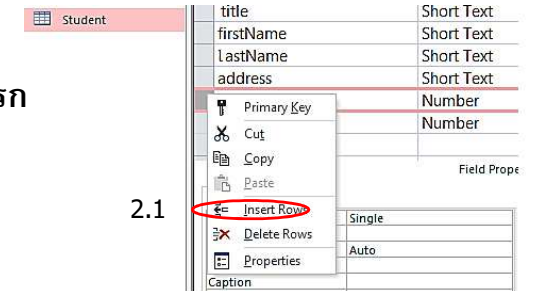 Student
title Short Text
firstName Short Text
lastName Short Text
address Short Text
Number
Number
Primary Key
Cut
Copy
Field Prope
Paste
2.1
Insert Rows
Single
Delete Rows
Auto
Properties
Caption